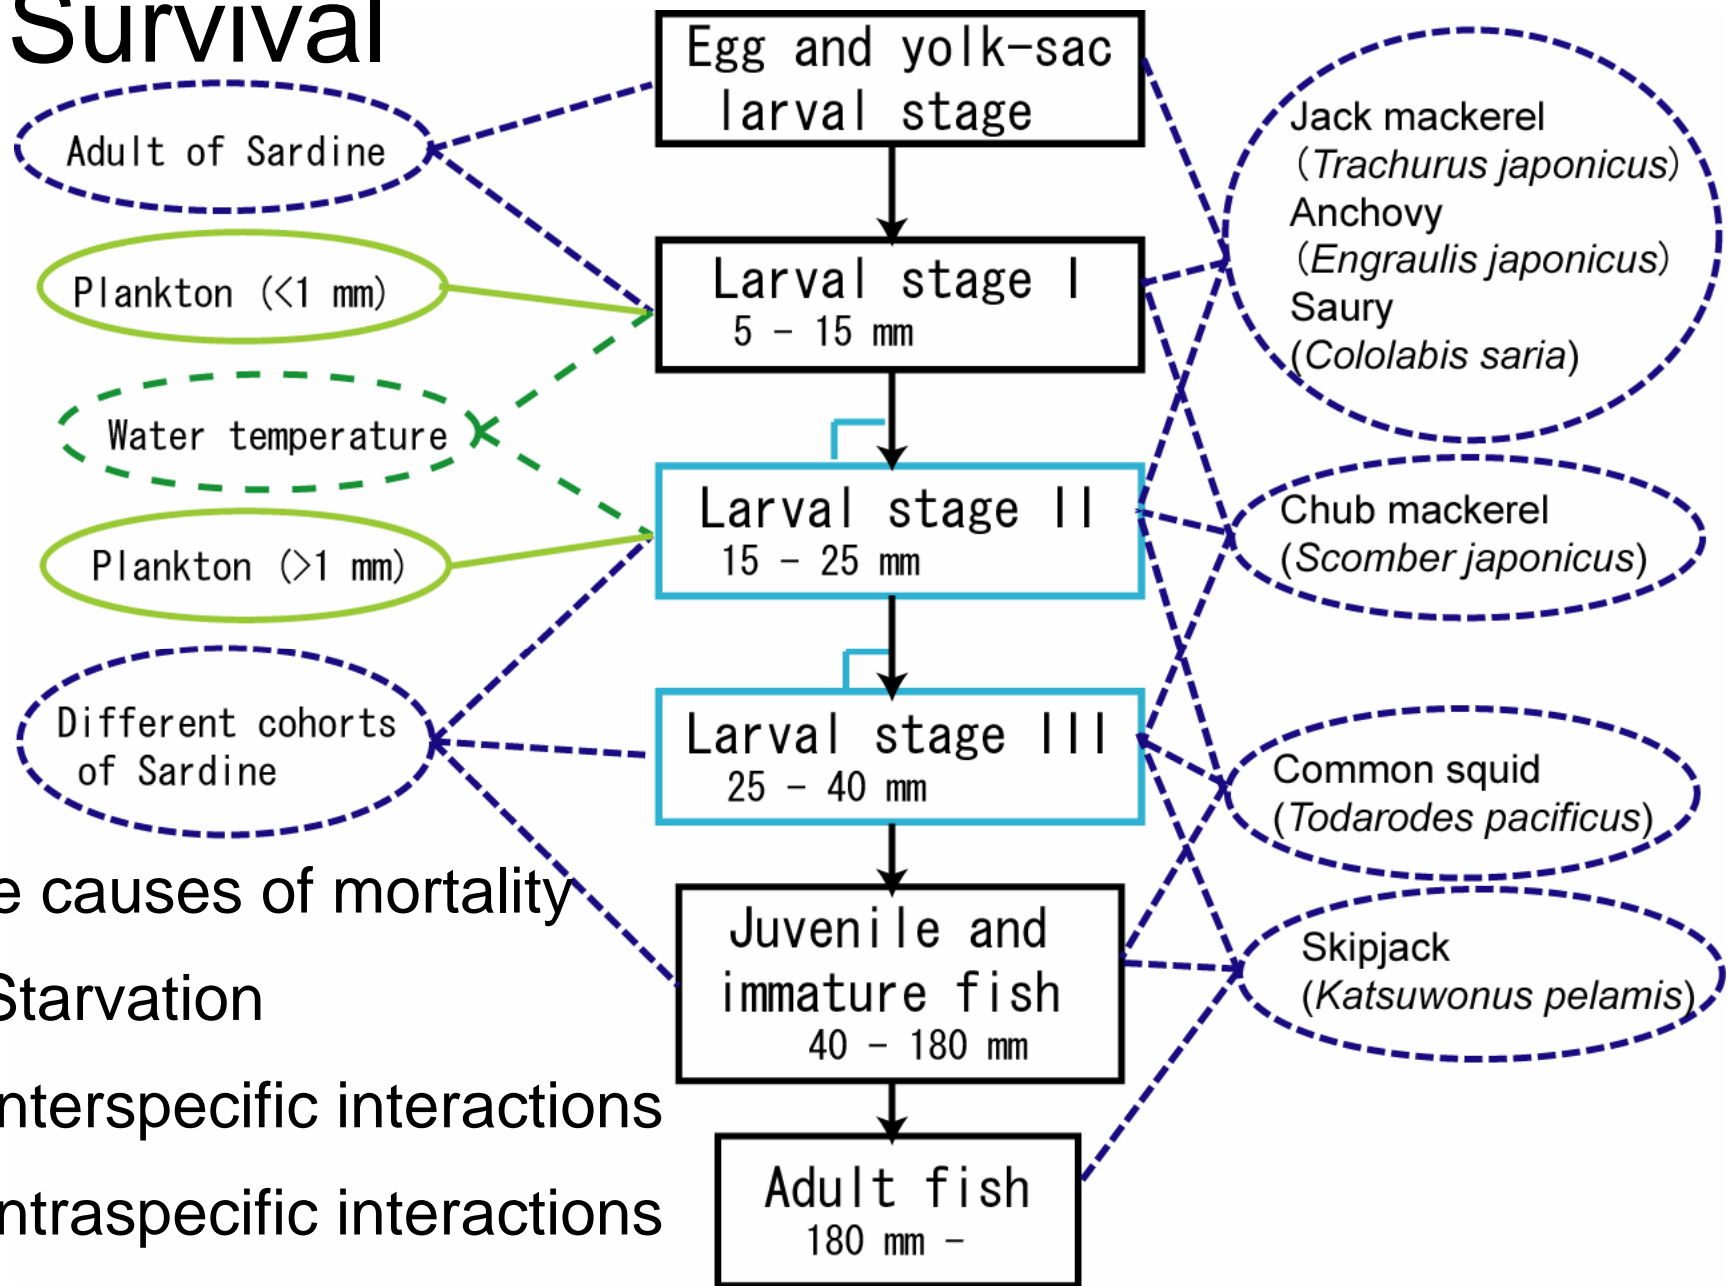 Survival
Egg and yolk-sac
larval stage
Adult of Sardine
Jack mackerel
(Trachurus japonicus)
Anchovy
(Engraulis japonicus)
Saury
(Cololabis saria)
Plankton (<1 mm)
Larval stage I
5 - 15 mm
Water temperature
Larval stage II
15 - 25 mm
Chub mackerel
(Scomber japonicus)
Plankton (>1 mm)
Different cohorts
of Sardine
Larval stage III
25 - 40 mm
Common squid
(Todarodes pacificus)
e causes of mortality
Starvation
nterspecific interactions
ntraspecific interactions
Juvenile and
immature fish
40 - 180 mm
Skipjack
(Katsuwonus pelamis)
Adult fish
180 mm -